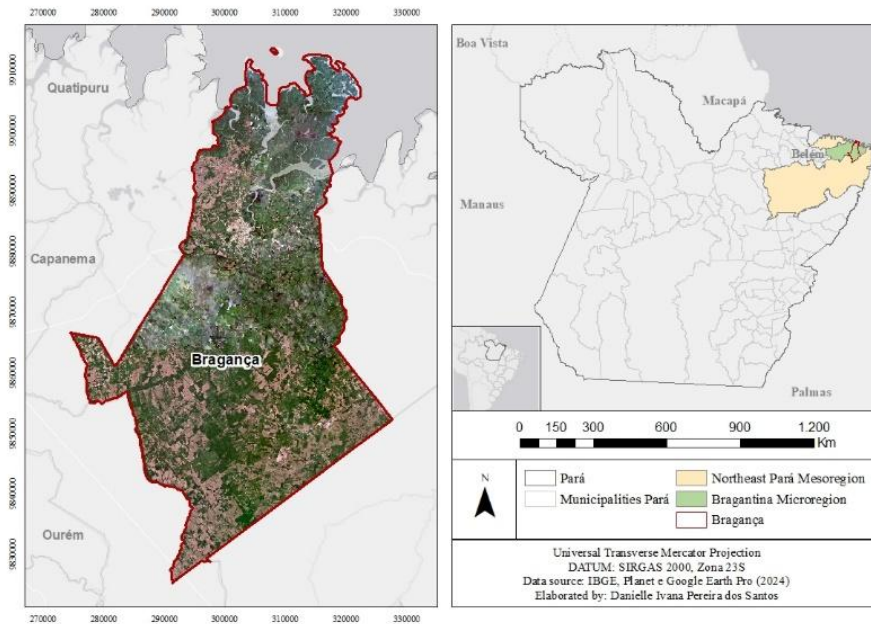 270000 280000 290000 300000 310000 320000 330000
9910000
9900000
9890000
9880000
9870000
9860000
9850000
9840000
9830000
Quatipuru
Capanema
Bragança
Ourém
270000 280000 290000 300000 310000 320000 330000
Boa Vista
Macapá
Belém
Manaus
Palmas
0 150 300 600 900 1.200
Km
N
Pará
Municipalities Pará
Northeast Pará Mesoregion
Bragantina Microregion
Bragança
Universal Transverse Mercator Projection
DATUM: SIRGAS 2000, Zona 23S
Data source: IBGE, Planet e Google Earth Pro (2024)
Elaborated by: Danielle Ivana Pereira dos Santos